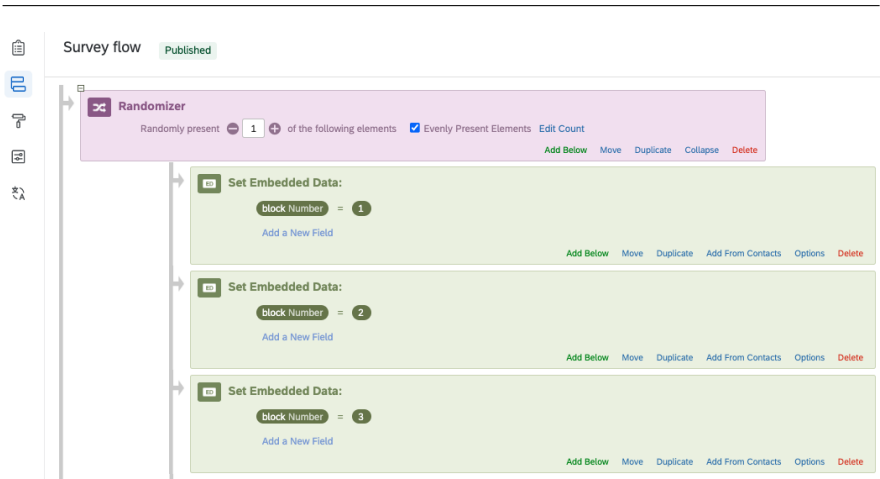 Survey flow Published
Randomizer
Randomly present 1 of the following elements Evenly Present Elements Edit Count
Add Below Move Duplicate Collapse Delete
ED Set Embedded Data:
block Number = 1
Add a New Field
Add Below Move Duplicate Add From Contacts Options Delete
ED Set Embedded Data:
block Number = 2
Add a New Field
Add Below Move Duplicate Add From Contacts Options Delete
ED Set Embedded Data:
block Number = 3
Add a New Field
Add Below Move Duplicate Add From Contacts Options Delete